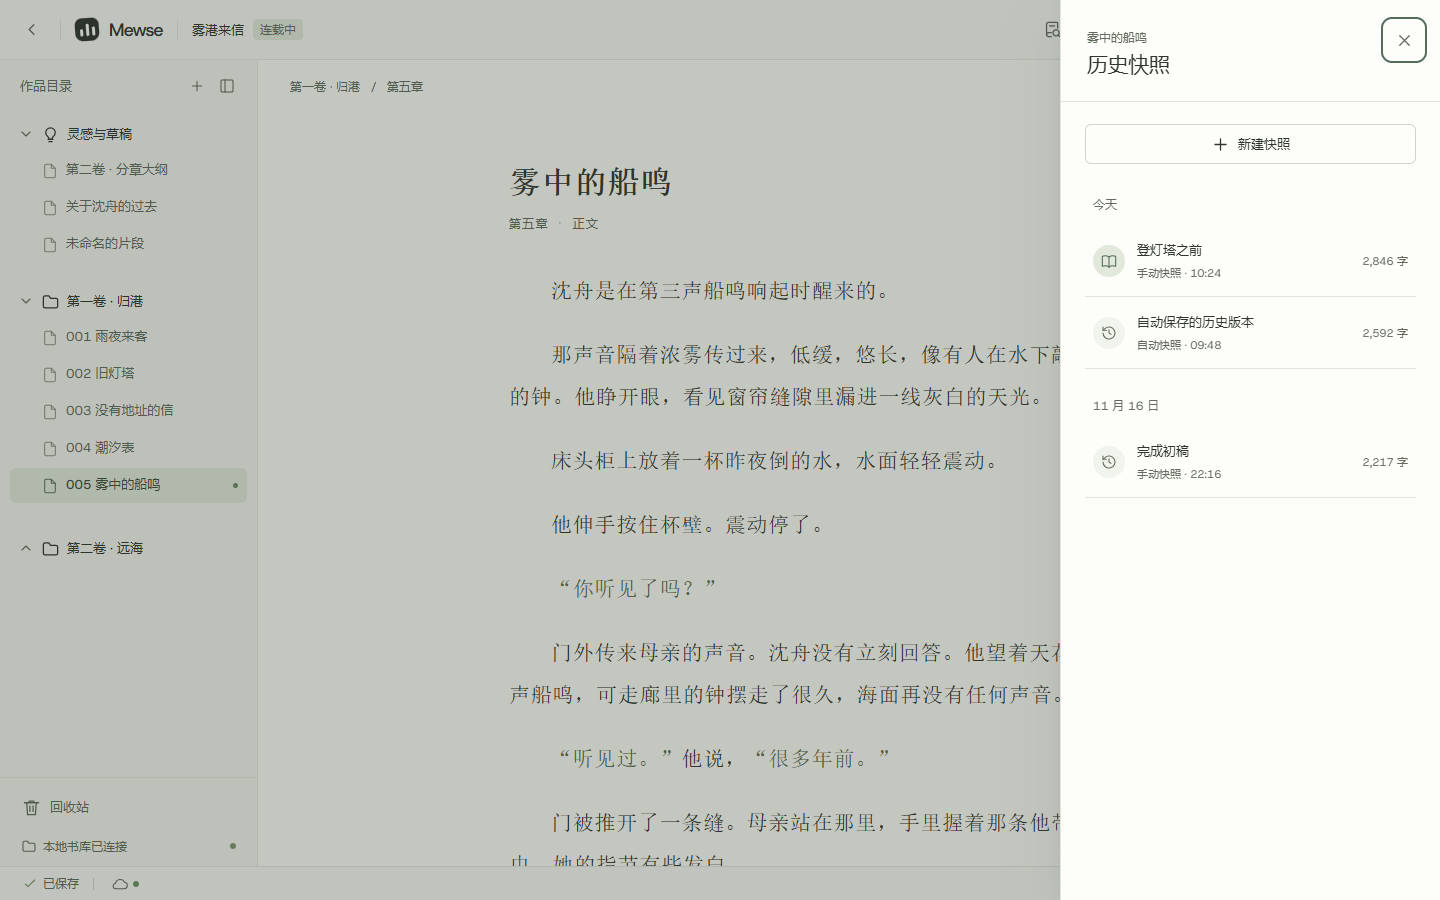 Mewse
雾港来信
连载中
作品目录
灵感与草稿
第二卷 · 分章大纲
关于沈舟的过去
未命名的片段
第一卷 · 归港
001 雨夜来客
002 旧灯塔
003 没有地址的信
004 潮汐表
005 雾中的船鸣
第二卷 · 远海
回收站
本地书库已连接
已保存
第一卷 · 归港 / 第五章
雾中的船鸣
第五章 · 正文
沈舟是在第三声船鸣响起时醒来的。
那声音隔着浓雾传过来，低缓，悠长，像有人在水下敲
的钟。他睁开眼，看见窗帘缝隙里漏进一线灰白的天光。
床头柜上放着一杯昨夜倒的水，水面轻轻震动。
他伸手按住杯壁。震动停了。
“你听见了吗？”
门外传来母亲的声音。沈舟没有立刻回答。他望着天花
声船鸣，可走廊里的钟摆走了很久，海面再没有任何声音。
“听见过。”他说，“很多年前。”
门被推开了一条缝。母亲站在那里，手里握着那条他带
雾中的船鸣
历史快照
新建快照
今天
登灯塔之前
手动快照 · 10:24
2,846 字
自动保存的历史版本
自动快照 · 09:48
2,592 字
11 月 16 日
完成初稿
手动快照 · 22:16
2,217 字